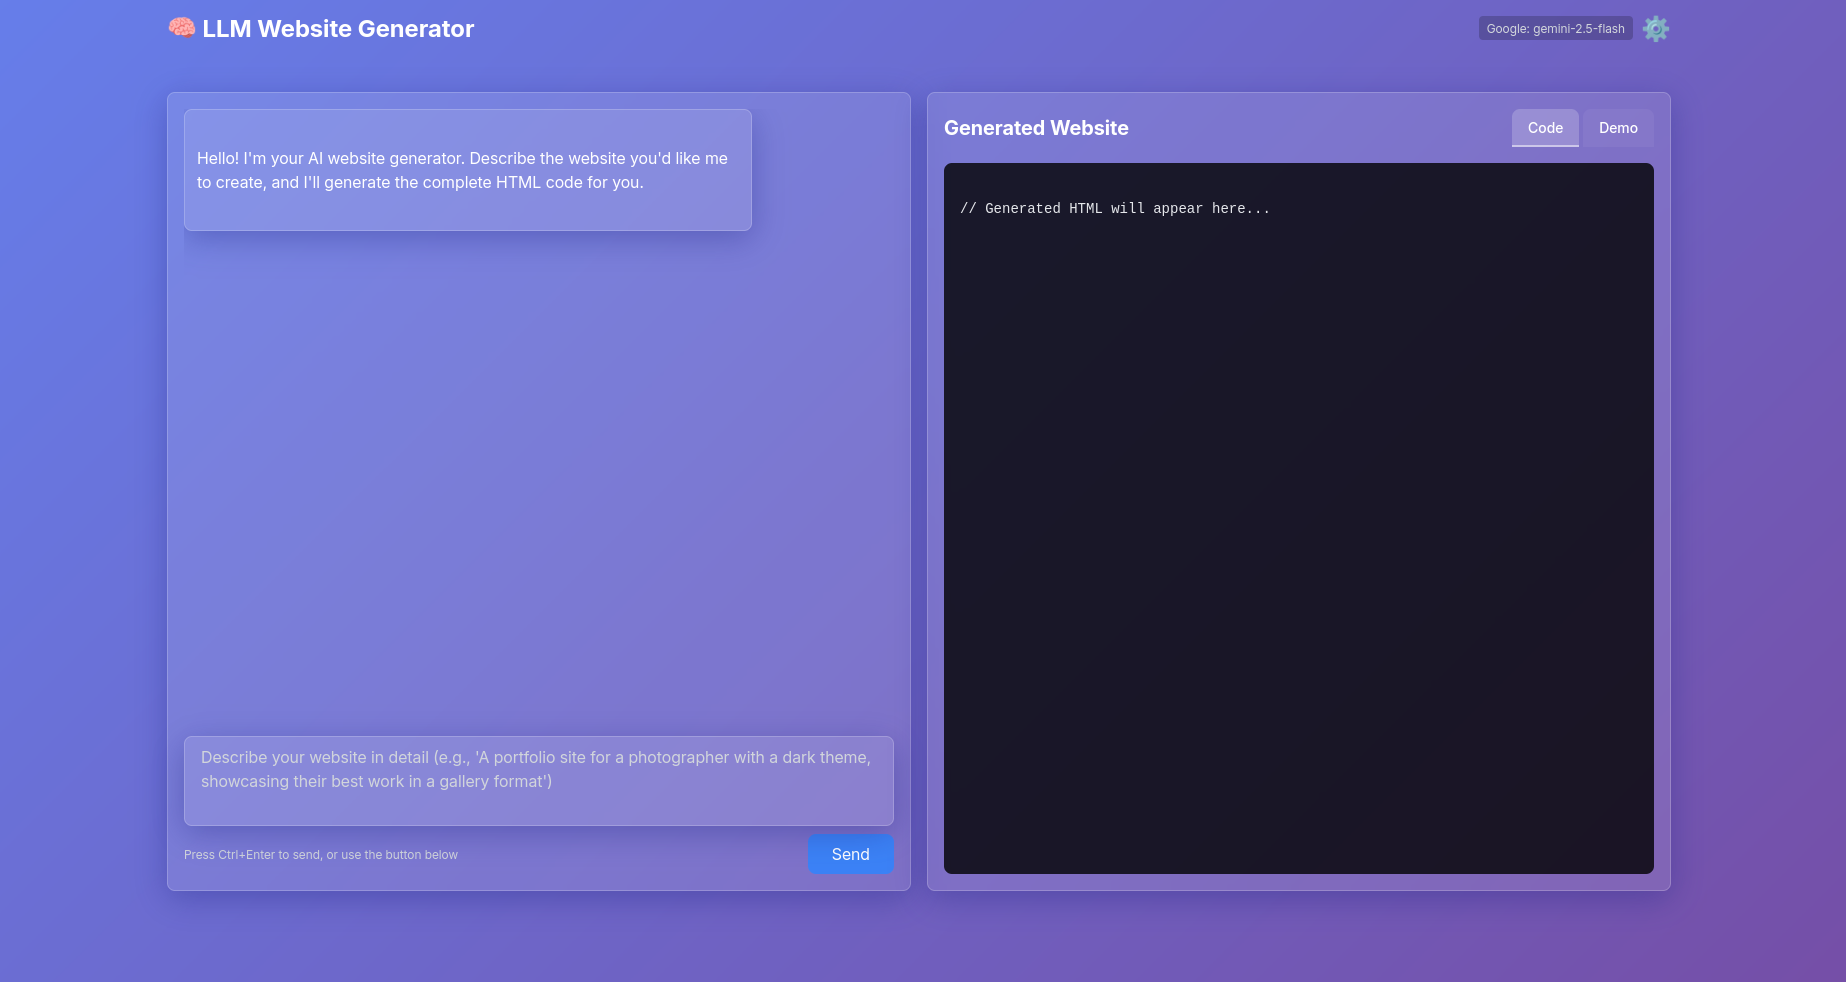 🧠 LLM Website Generator
Google: gemini-2.5-flash
Hello! I'm your AI website generator. Describe the website you'd like me
to create, and I'll generate the complete HTML code for you.
Describe your website in detail (e.g., 'A portfolio site for a photographer with a dark theme,
showcasing their best work in a gallery format')
Press Ctrl+Enter to send, or use the button below
Send
Generated Website
Code
Demo
// Generated HTML will appear here...